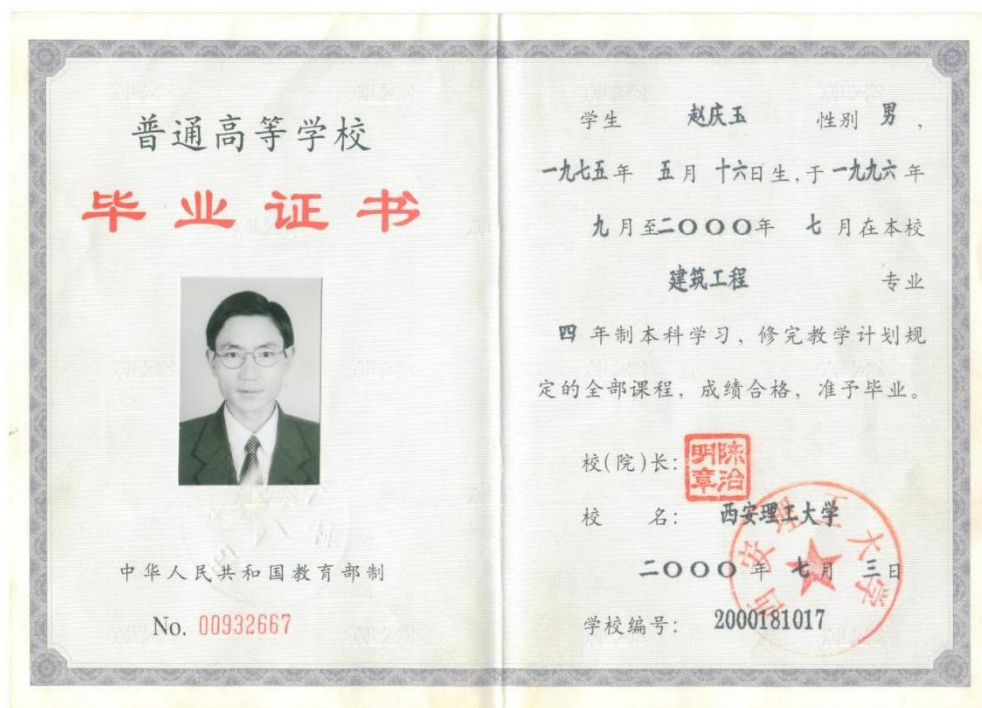 普通高等学校
毕业证书
中华人民共和国教育部制
No. 00932667
学生 赵庆玉 性别 男，
一九七五年 五月 十六日生，于一九九六年
九月至二〇〇〇年 七月在本校
建筑工程 专业
四年制本科学习，修完教学计划规
定的全部课程，成绩合格，准予毕业。
校(院)长：
陈治明章
校 名： 西安理工大学
西安理工大学
二〇〇〇年 七月 三日
学校编号： 2000181017